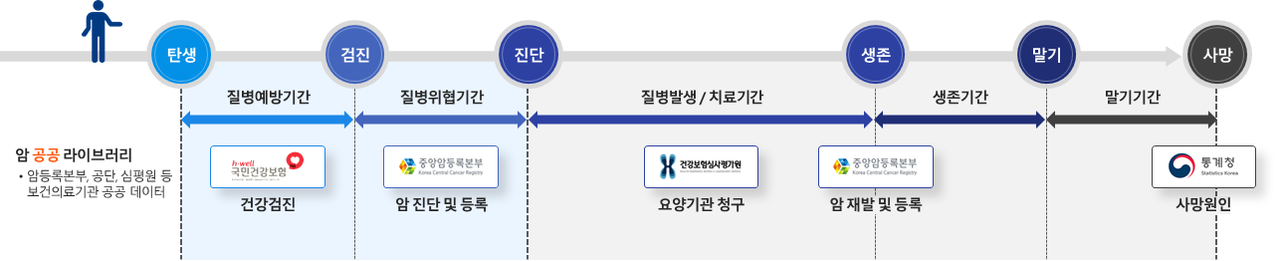 탄생
검진
진단
생존
말기
사망
질병예방기간
질병위협기간
질병발생 / 치료기간
생존기간
말기기간
암 공공 라이브러리
• 암등록본부, 공단, 심평원 등
보건의료기관 공공 데이터
h-well
국민건강보험
건강검진
중앙암등록본부
Korea Central Cancer Registry
암 진단 및 등록
건강보험심사평가원
요양기관 청구
중앙암등록본부
Korea Central Cancer Registry
암 재발 및 등록
통계청
Statistics Korea
사망원인